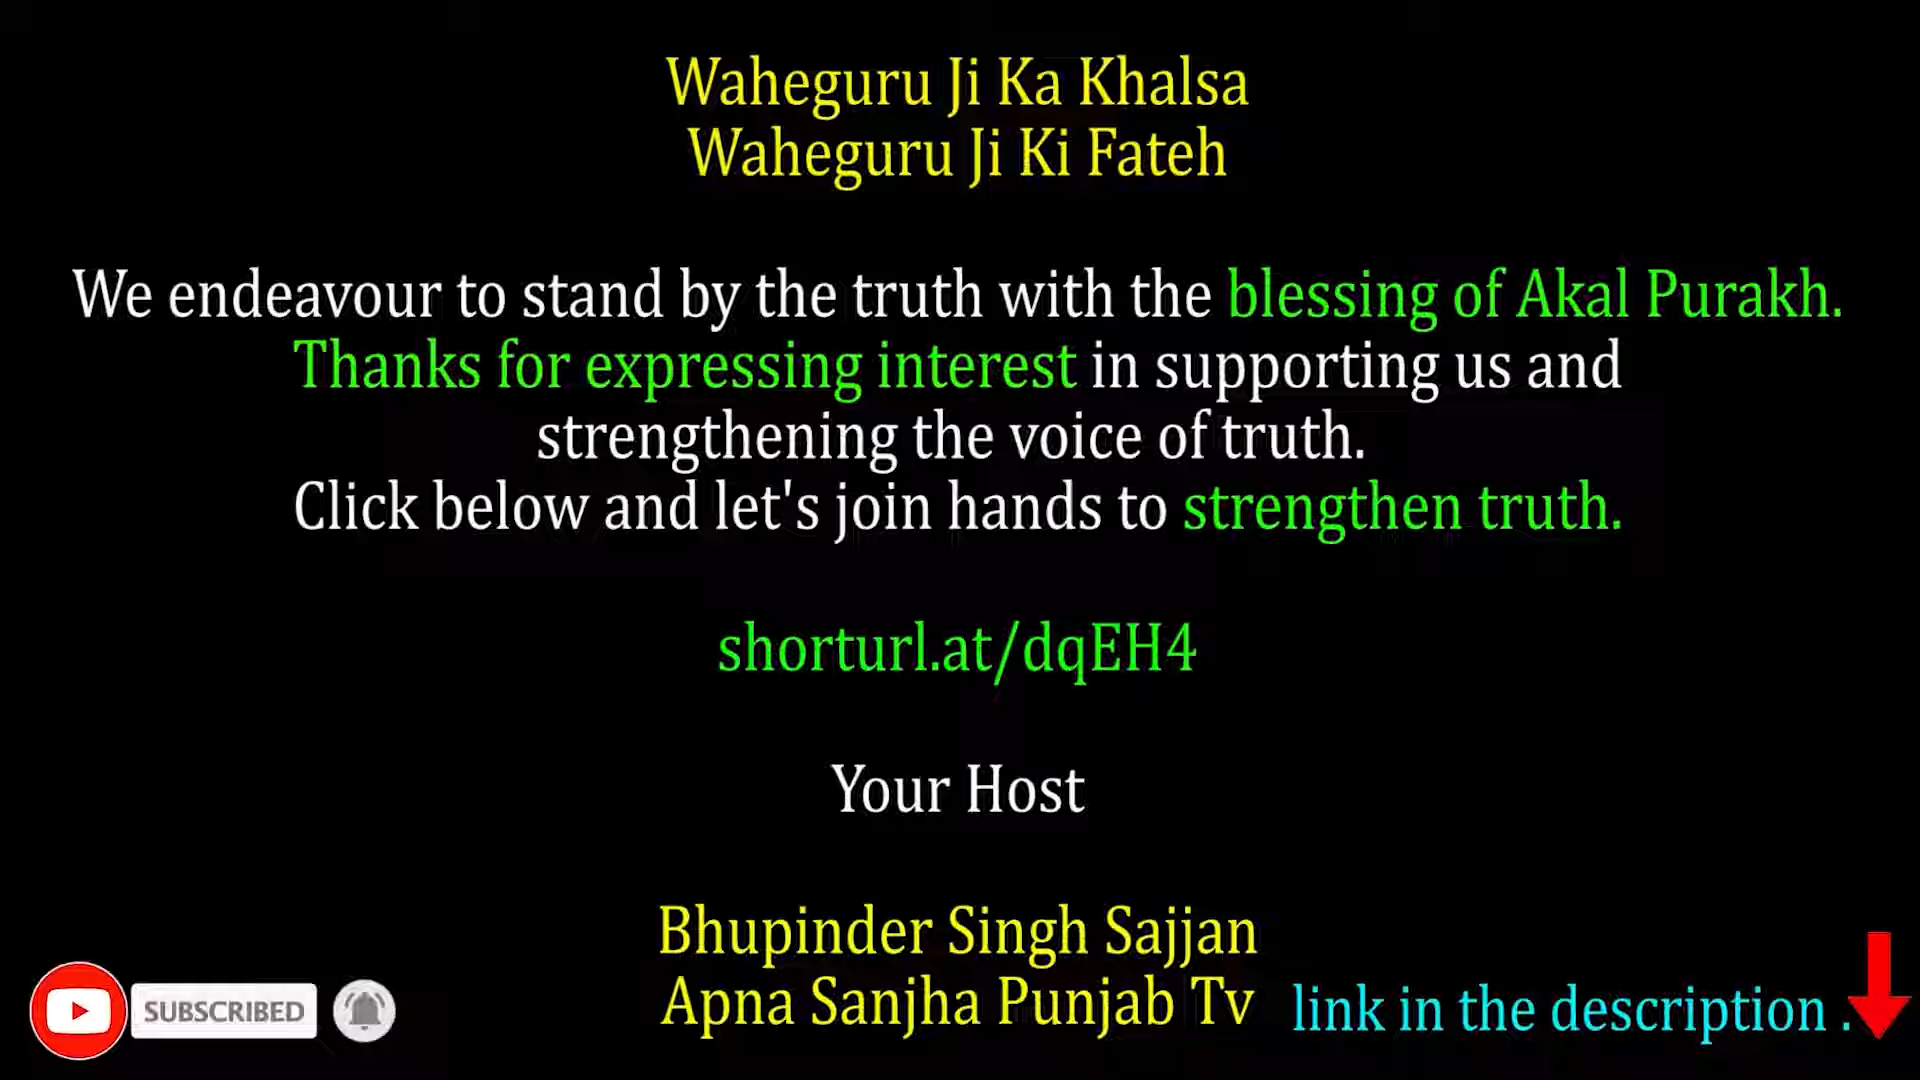 Waheguru Ji Ka Khalsa
Waheguru Ji Ki Fateh
We endeavour to stand by the truth with the blessing of Akal Purakh.
Thanks for expressing interest in supporting us and
strengthening the voice of truth.
Click below and let's join hands to strengthen truth.
shorturl.at/dqEH4
Your Host
Bhupinder Singh Sajjan
Apna Sanjha Punjab Tv
link in the description .
SUBSCRIBED